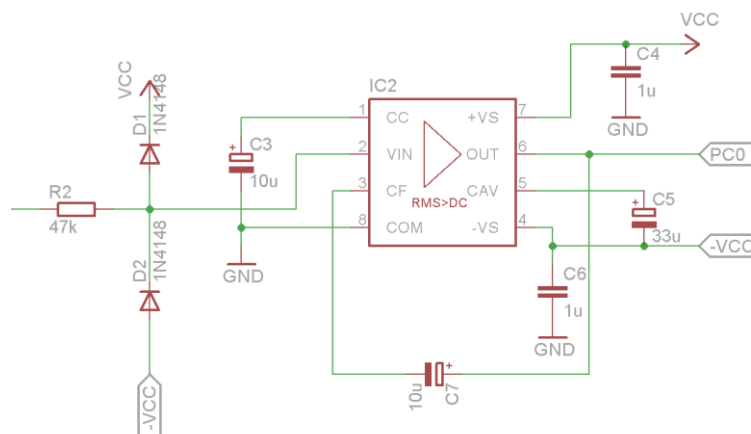 VCC
C4
1u
GND
VCC
D1
1N4148
IC2
1
CC
+VS
7
C3
10u
2
VIN
OUT
6
PC0
3
CF
CAV
5
C5
33u
RMS>DC
8
COM
-VS
4
-VCC
R2
47k
GND
D2
1N4148
C6
1u
GND
10u
C7
-VCC